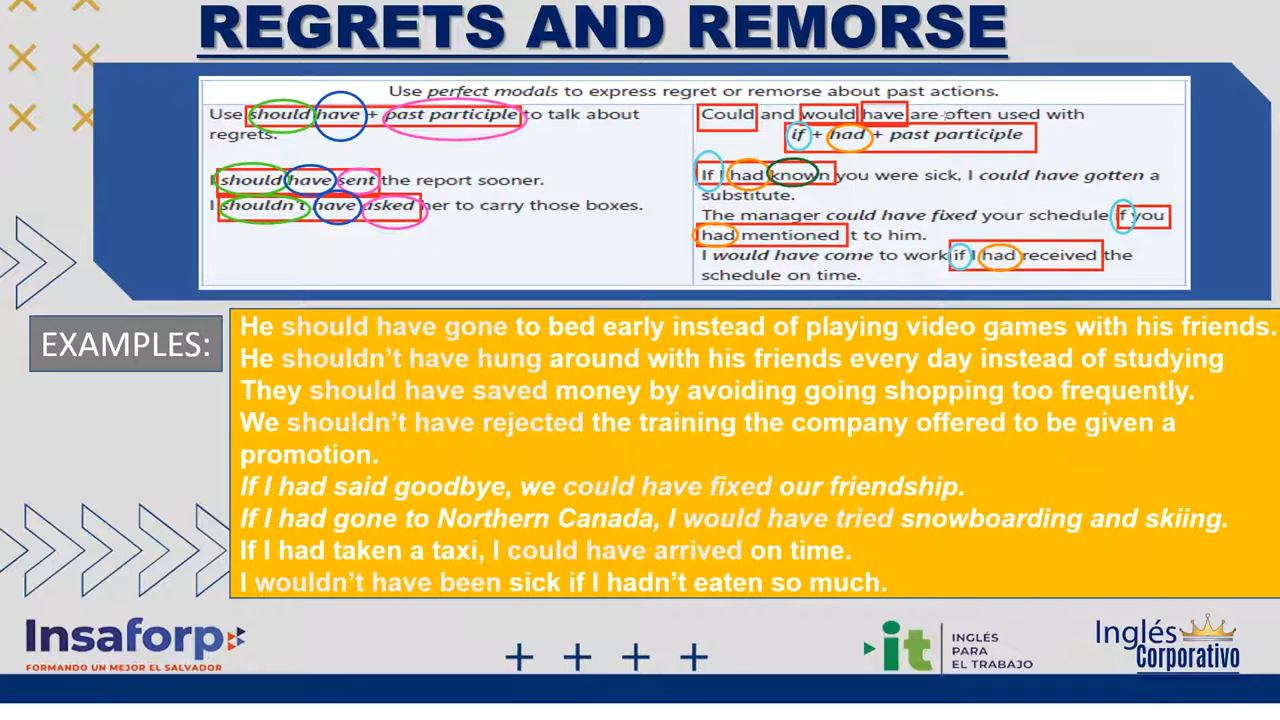 REGRETS AND REMORSE
Use perfect modals to express regret or remorse about past actions.
Use should have + past participle to talk about
regrets.
I should have sent the report sooner.
I shouldn't have asked her to carry those boxes.
Could and would have are often used with
if + had + past participle
If I had known you were sick, I could have gotten a
substitute.
The manager could have fixed your schedule if you
had mentioned it to him.
I would have come to work if I had received the
schedule on time.
EXAMPLES:
He should have gone to bed early instead of playing video games with his friends.
He shouldn't have hung around with his friends every day instead of studying
They should have saved money by avoiding going shopping too frequently.
We shouldn't have rejected the training the company offered to be given a
promotion.
If I had said goodbye, we could have fixed our friendship.
If I had gone to Northern Canada, I would have tried snowboarding and skiing.
If I had taken a taxi, I could have arrived on time.
I wouldn't have been sick if I hadn't eaten so much.
Insaforp
FORMANDO UN MEJOR EL SALVADOR
it
INGLÉS
PARA
EL TRABAJO
Inglés
Corporativo